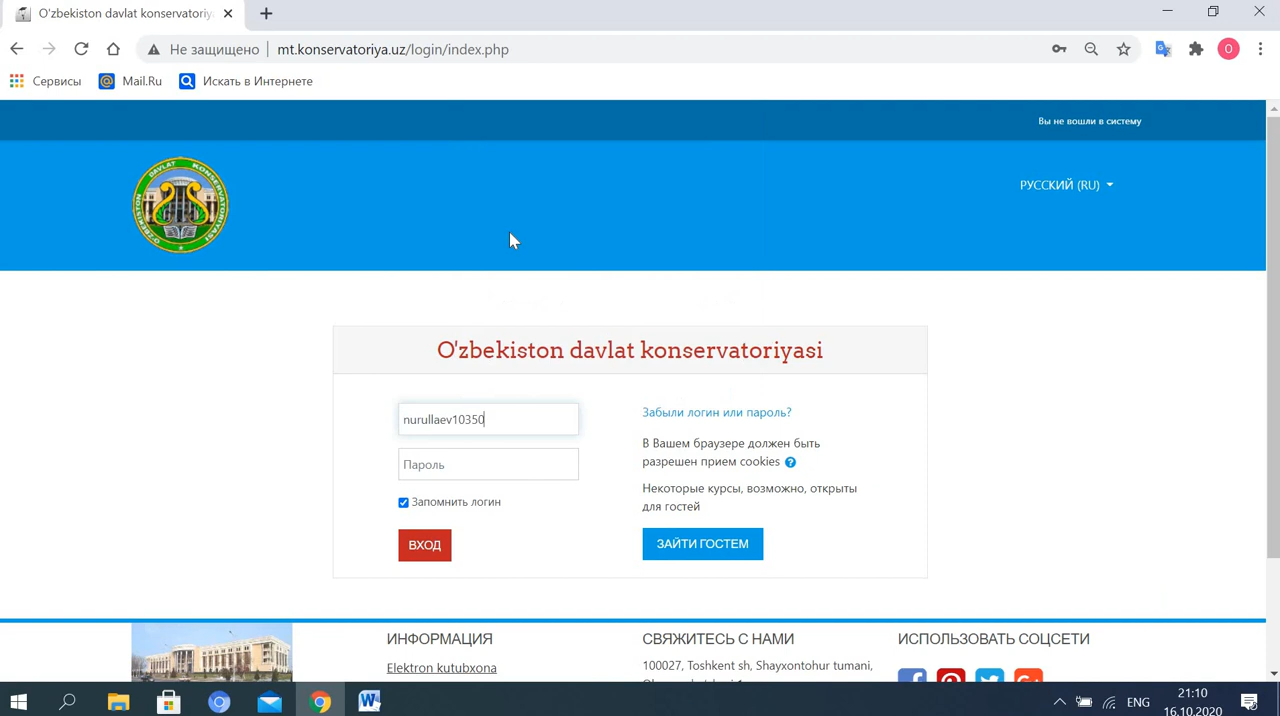 O'zbekiston davlat konservatoriy
Не защищено | mt.konservatoriya.uz/login/index.php
O
Сервисы Mail.Ru Искать в Интернете
Вы не вошли в систему
O'ZBEKISTON DAVLAT KONSERVATORIYASI
РУССКИЙ (RU)
O'zbekiston davlat konservatoriyasi
nurullaev10350
Пароль
Запомнить логин
ВХОД
Забыли логин или пароль?
В Вашем браузере должен быть
разрешен прием cookies
Некоторые курсы, возможно, открыты
для гостей
ЗАЙТИ ГОСТЕМ
ИНФОРМАЦИЯ
Elektron kutubxona
СВЯЖИТЕСЬ С НАМИ
100027, Toshkent sh, Shayxontohur tumani,
ИСПОЛЬЗОВАТЬ СОЦСЕТИ
ENG
21:10
16.10.2020